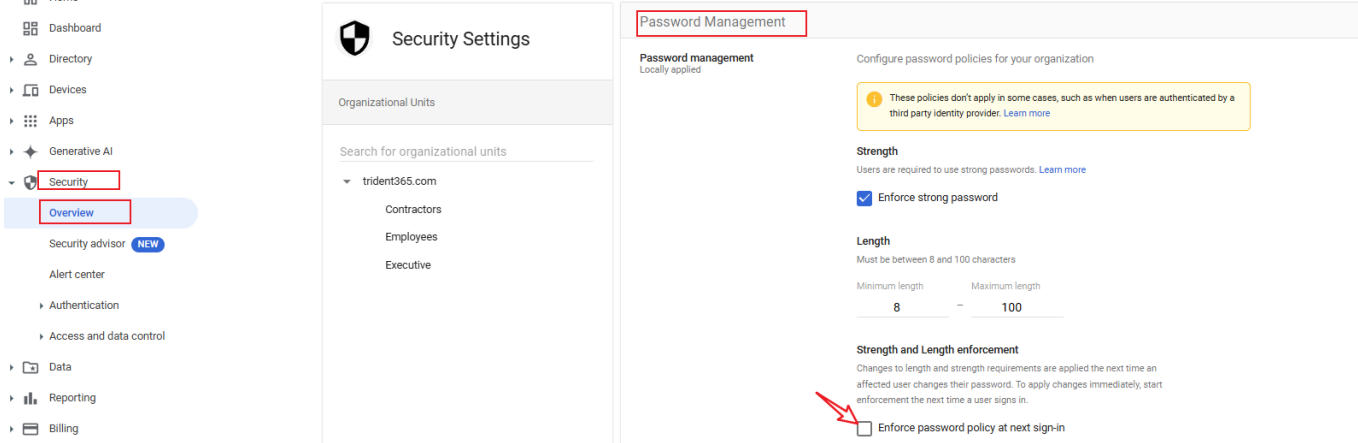 Dashboard
Directory
Devices
Apps
Generative AI
Security
Overview
Security advisor NEW
Alert center
Authentication
Access and data control
Data
Reporting
Billing
Security Settings
Organizational Units
Search for organizational units
trident365.com
Contractors
Employees
Executive
Password Management
Password management
Locally applied
Configure password policies for your organization
These policies don't apply in some cases, such as when users are authenticated by a
third party identity provider. Learn more
Strength
Users are required to use strong passwords. Learn more
Enforce strong password
Length
Must be between 8 and 100 characters
Minimum length Maximum length
8 – 100
Strength and Length enforcement
Changes to length and strength requirements are applied the next time an
affected user changes their password. To apply changes immediately, start
enforcement the next time a user signs in.
Enforce password policy at next sign-in